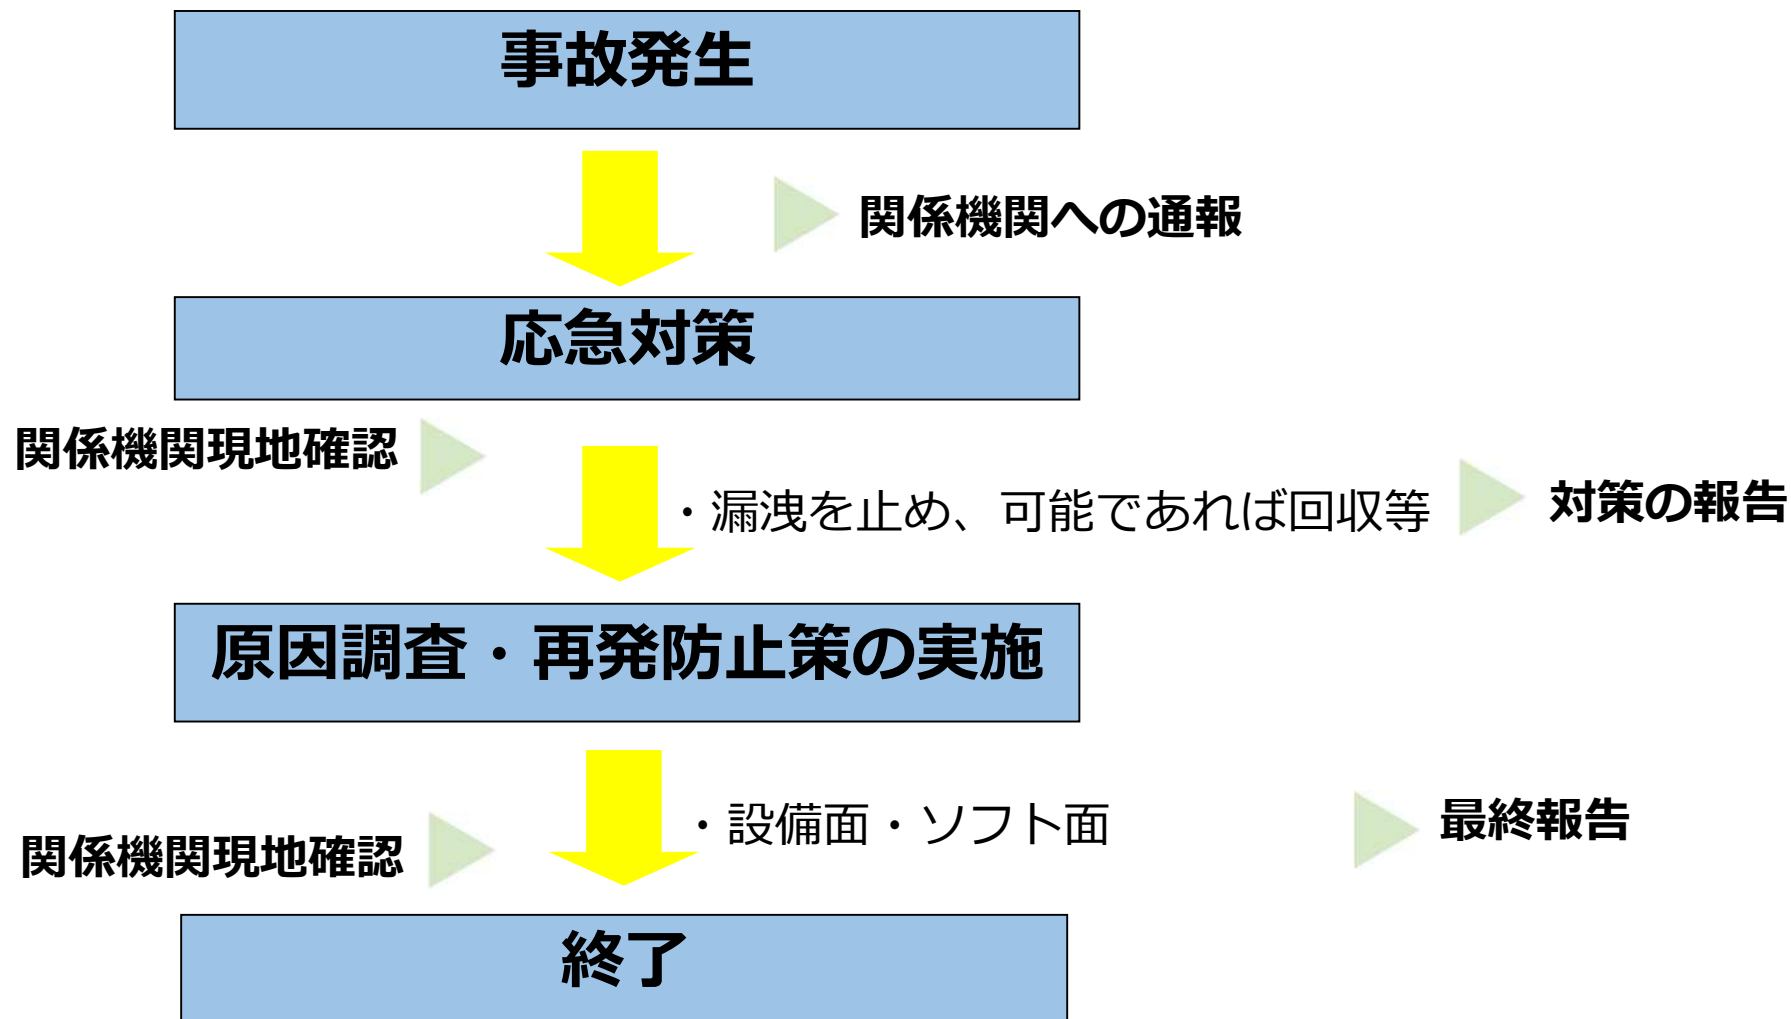 事故発生
関係機関への通報
応急対策
関係機関現地確認
・漏洩を止め、可能であれば回収等
対策の報告
原因調査・再発防止策の実施
・設備面・ソフト面
最終報告
関係機関現地確認
終了